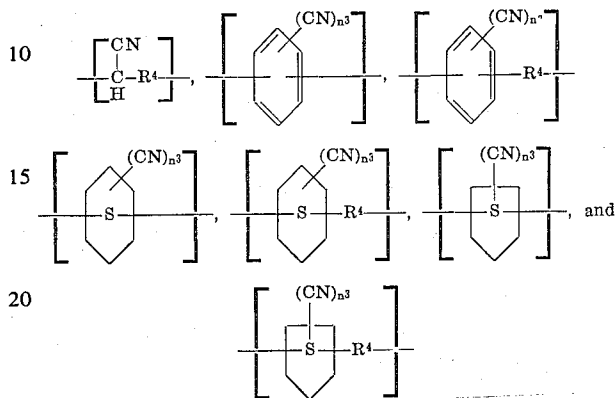 (CN)n3 (CN)n"
10 CN
C R⁴ , , R⁴ ,
H
(CN)n3 (CN)n3 (CN)n3
15
S , S R⁴ , S , and
20 (CN)n3
S R⁴